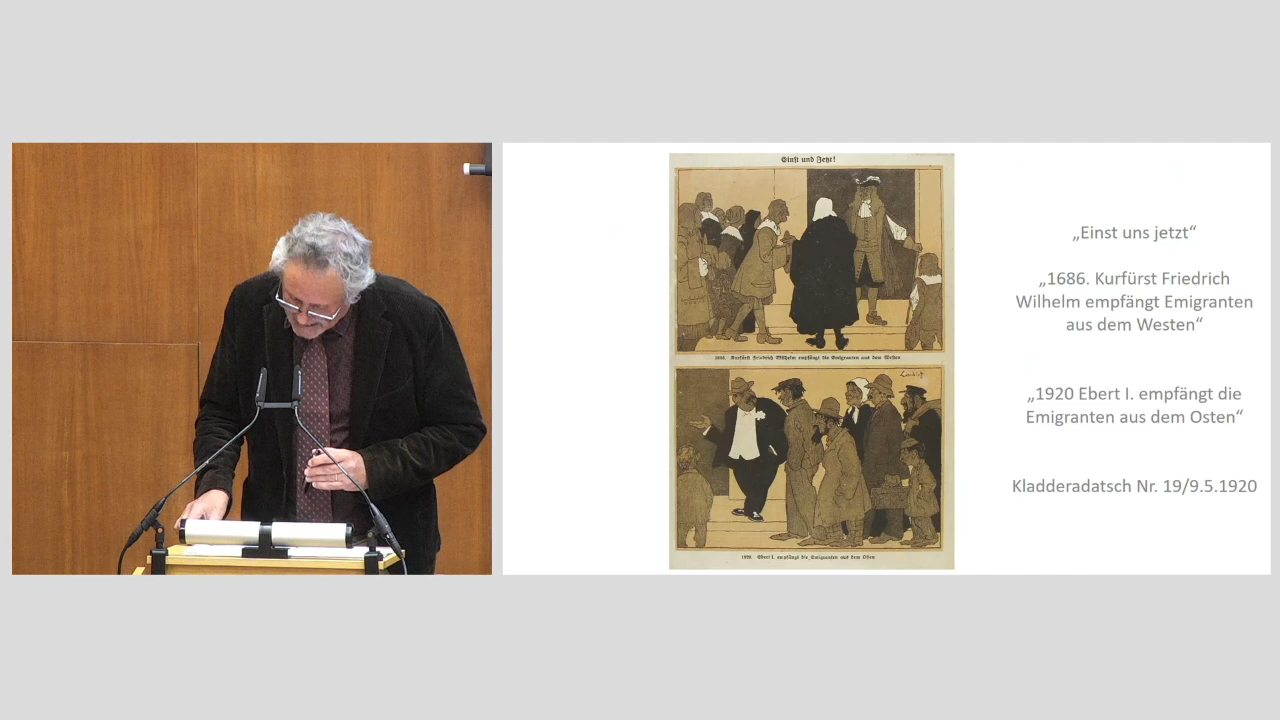 Einst und Jetzt!
1686. Kurfürst Friedrich Wilhelm empfängt die Emigranten aus dem Westen
1920. Ebert I. empfängt die Emigranten aus dem Osten
„Einst uns jetzt“
„1686. Kurfürst Friedrich
Wilhelm empfängt Emigranten
aus dem Westen“
„1920 Ebert I. empfängt die
Emigranten aus dem Osten“
Kladderadatsch Nr. 19/9.5.1920